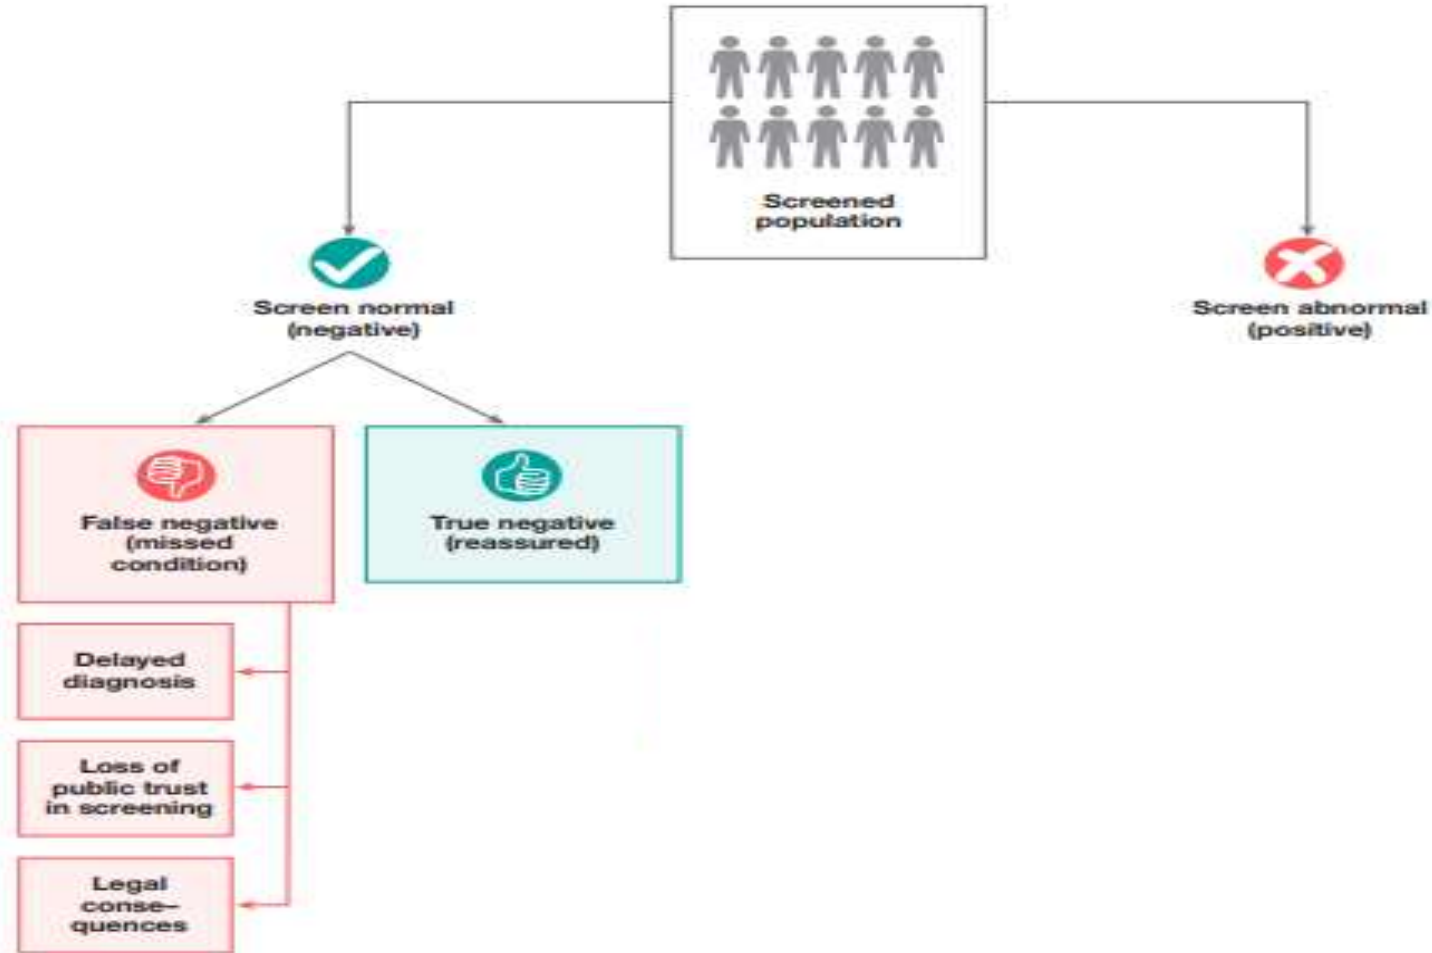 Screened
population
Screen normal
(negative)
Screen abnormal
(positive)
False negative
(missed
condition)
True negative
(reassured)
Delayed
diagnosis
Loss of
public trust
in screening
Legal
conse–
quences